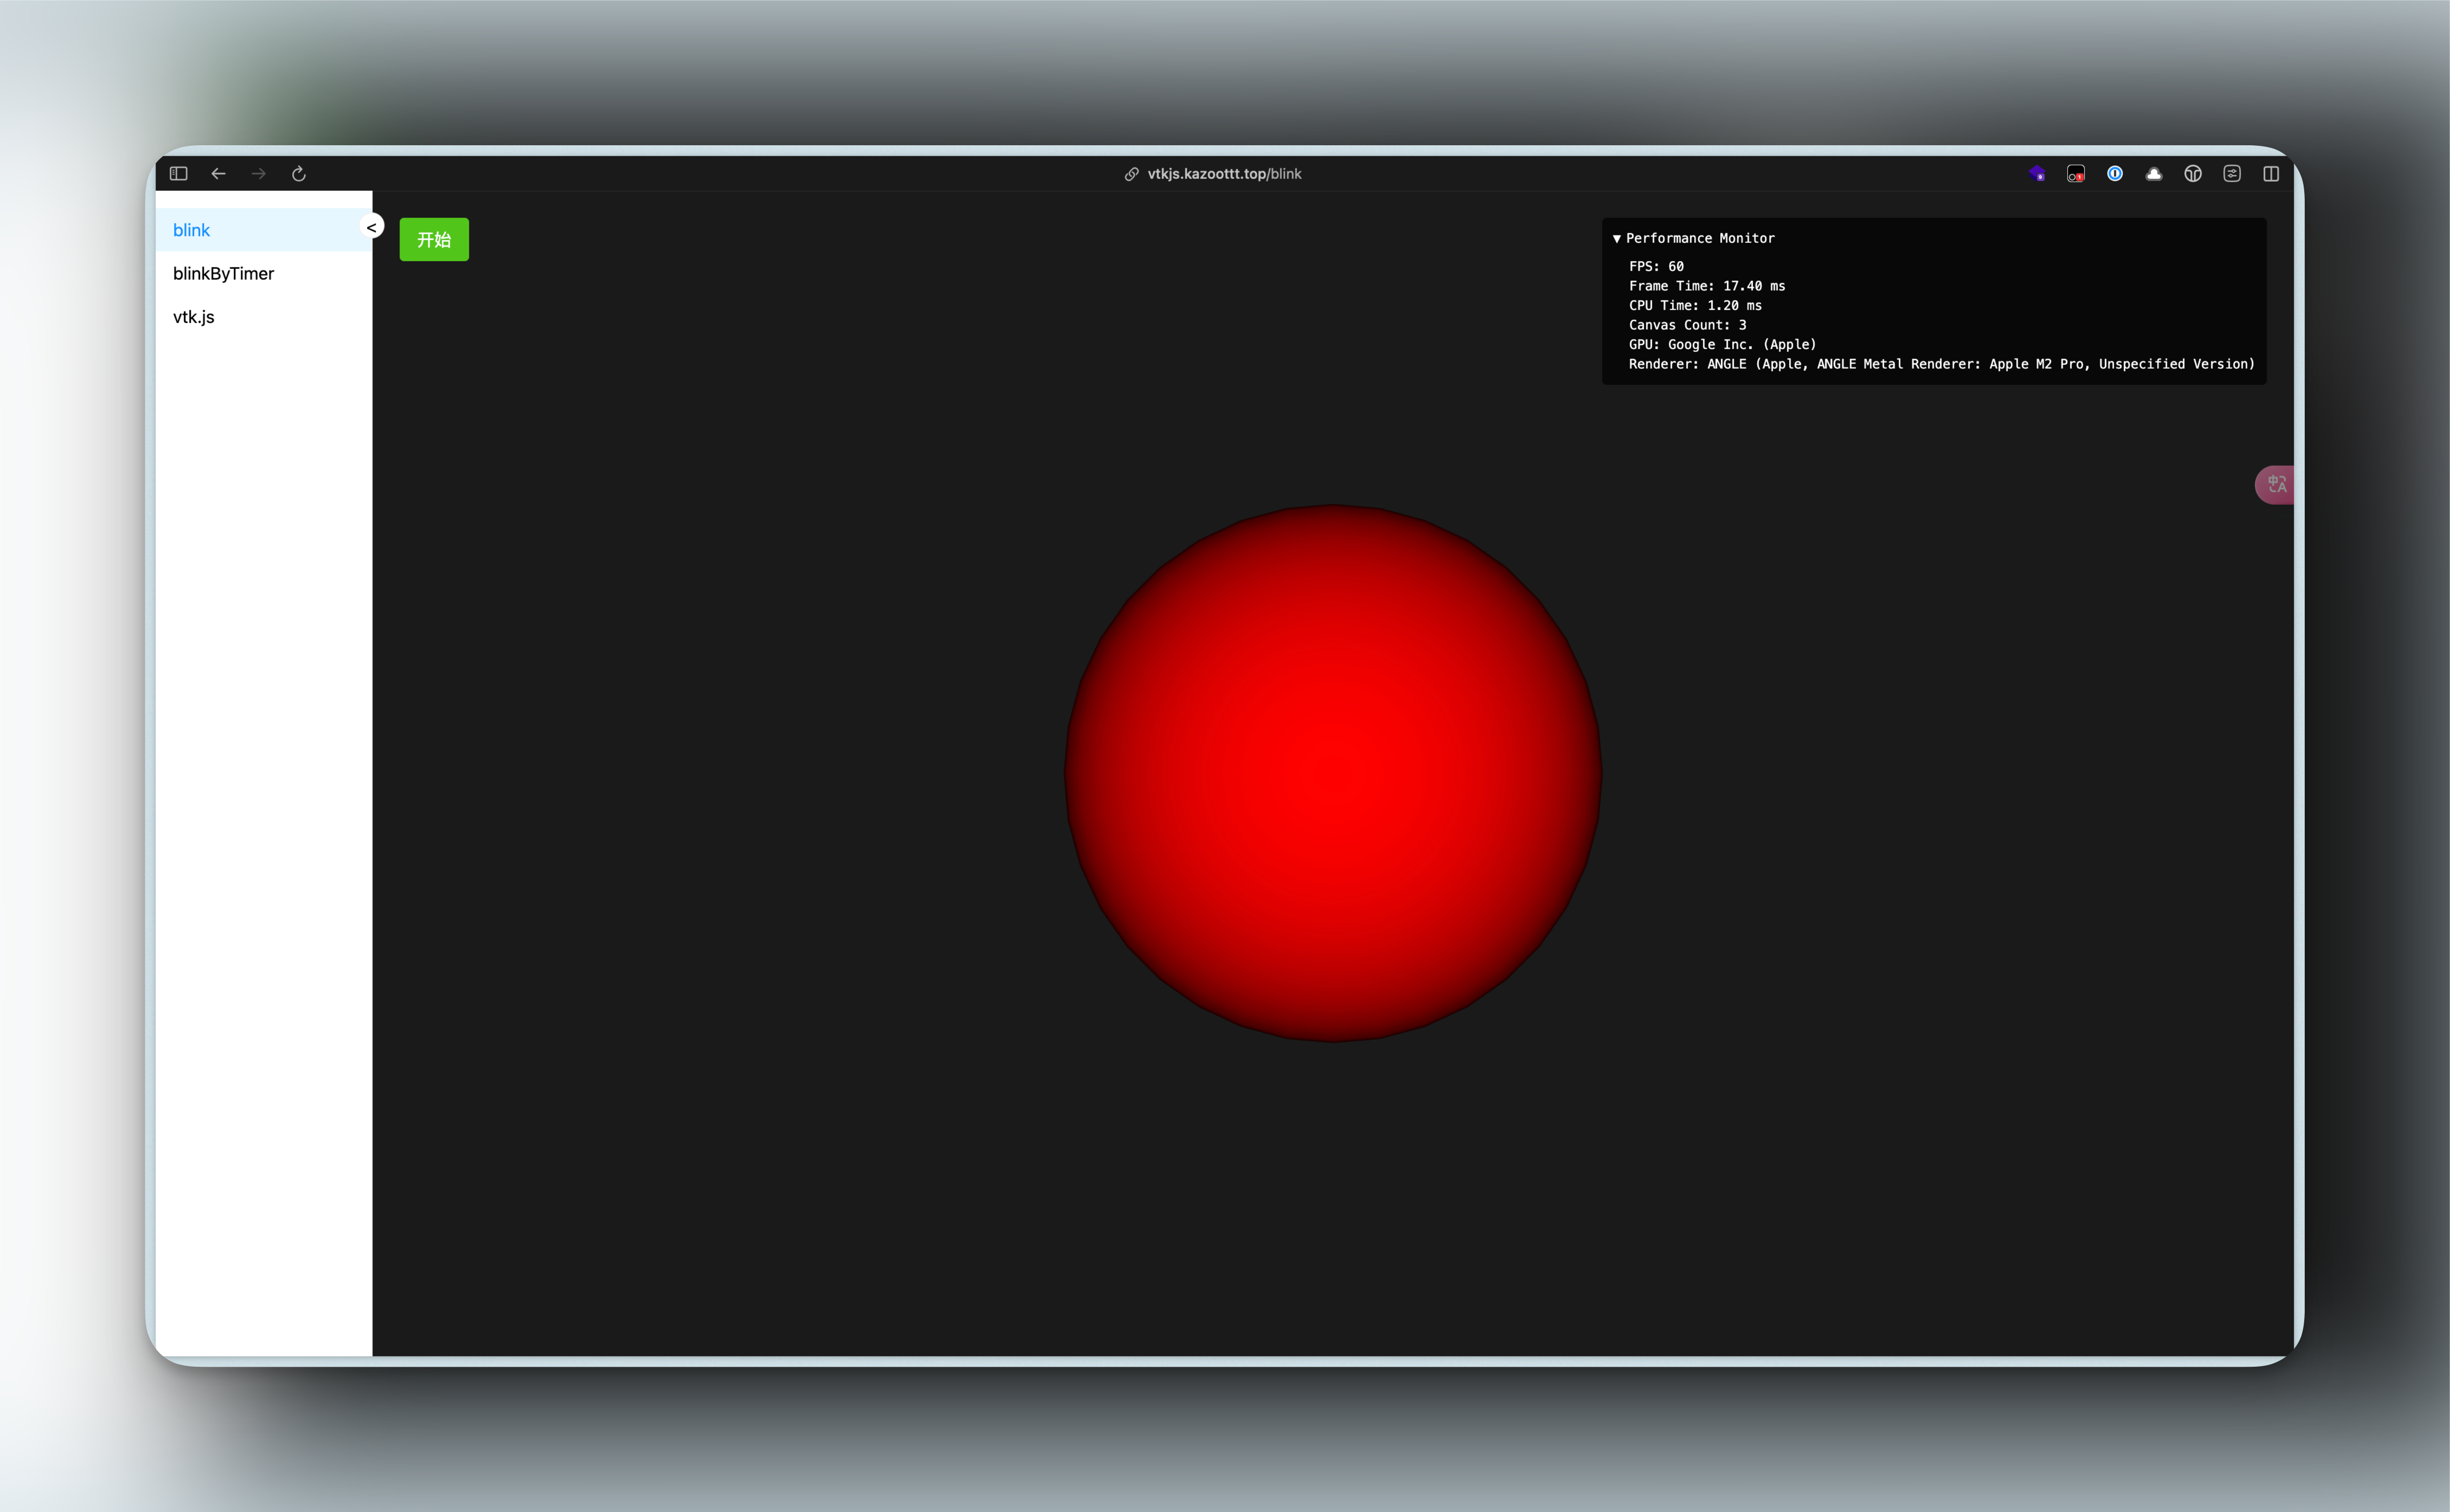 vtkjs.kazoottt.top/blink
blink
<
开始
blinkByTimer
vtk.js
▼ Performance Monitor
FPS: 60
Frame Time: 17.40 ms
CPU Time: 1.20 ms
Canvas Count: 3
GPU: Google Inc. (Apple)
Renderer: ANGLE (Apple, ANGLE Metal Renderer: Apple M2 Pro, Unspecified Version)
中A